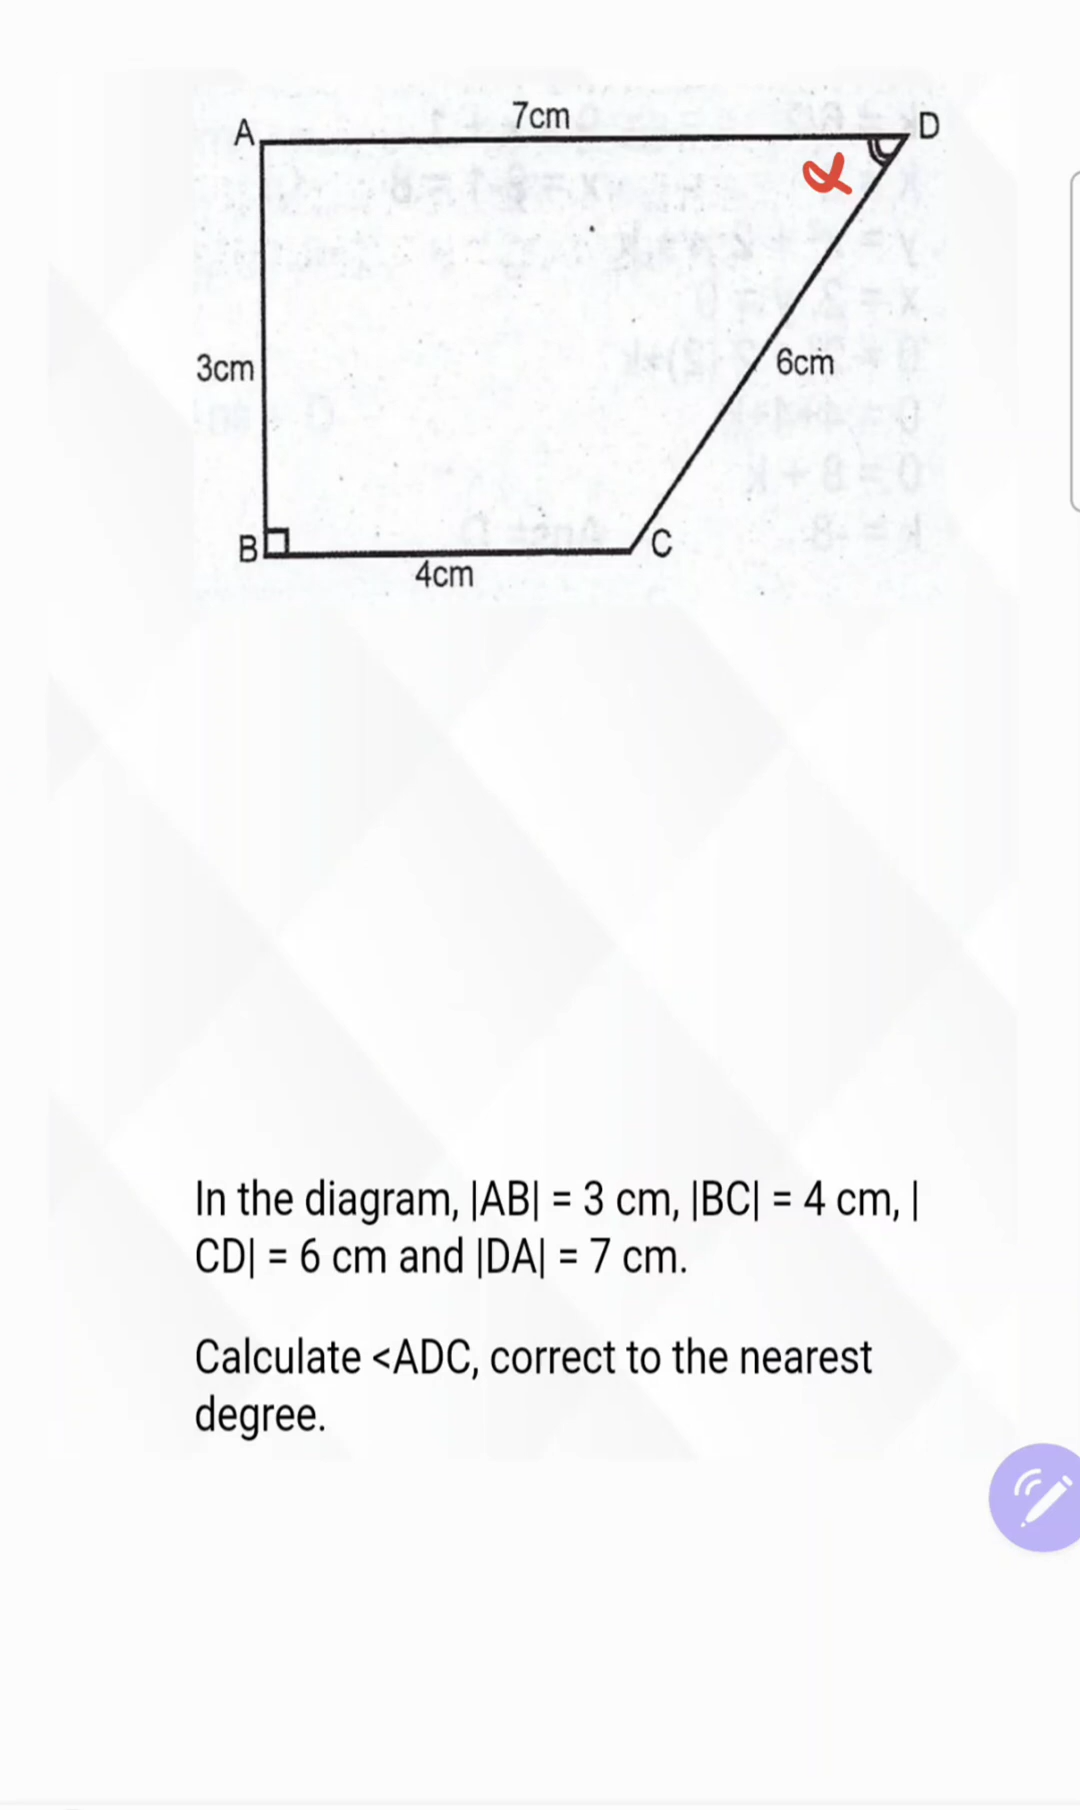 7cm
A
D
α
3cm
6cm
B
C
4cm
In the diagram, |AB| = 3 cm, |BC| = 4 cm, |
CD| = 6 cm and |DA| = 7 cm.
Calculate <ADC, correct to the nearest
degree.